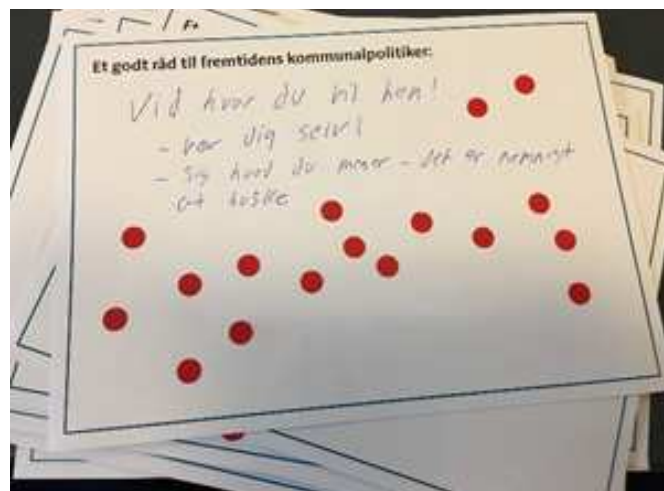 Et godt råd til fremtidens kommunalpolitiker:
Vid hvor du vil hen!
- vær dig selv!
- Sig hvad du mener - det er nemmest
at huske